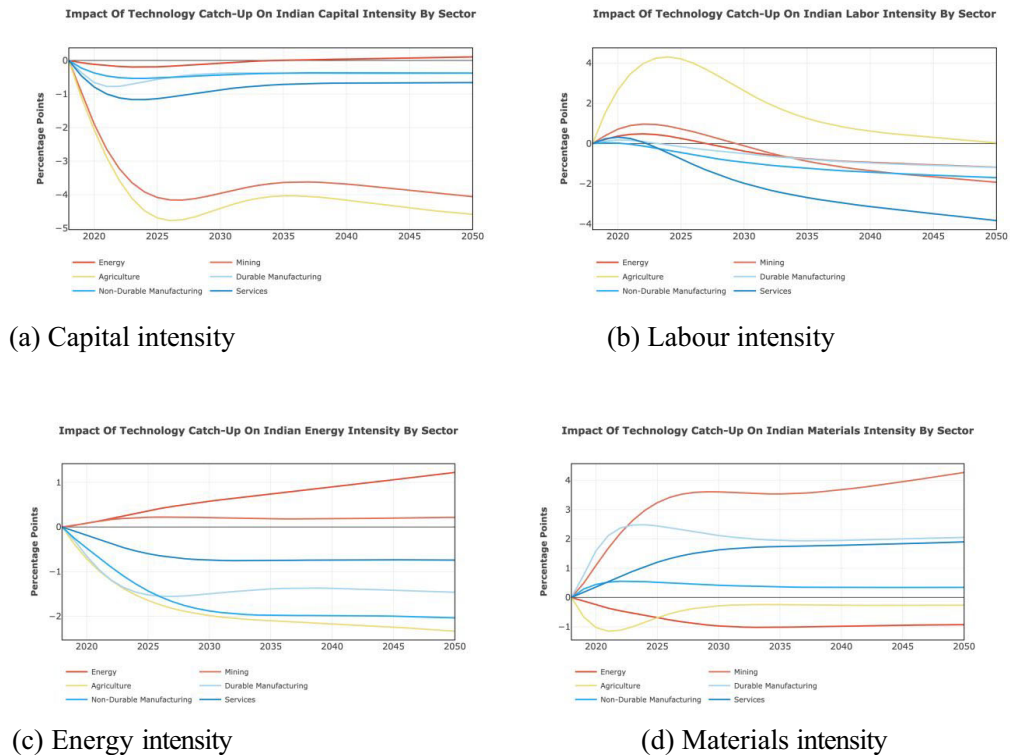 Impact Of Technology Catch-Up On Indian Capital Intensity By Sector
Percentage Points
0
−1
−2
−3
−4
−5
2020 2025 2030 2035 2040 2045 2050
Energy Mining
Agriculture Durable Manufacturing
Non-Durable Manufacturing Services
(a) Capital intensity
Impact Of Technology Catch-Up On Indian Labor Intensity By Sector
Percentage Points
4
2
0
−2
−4
2020 2025 2030 2035 2040 2045 2050
Energy Mining
Agriculture Durable Manufacturing
Non-Durable Manufacturing Services
(b) Labour intensity
Impact Of Technology Catch-Up On Indian Energy Intensity By Sector
Percentage Points
1
0
−1
−2
2020 2025 2030 2035 2040 2045 2050
Energy Mining
Agriculture Durable Manufacturing
Non-Durable Manufacturing Services
(c) Energy intensity
Impact Of Technology Catch-Up On Indian Materials Intensity By Sector
Percentage Points
4
3
2
1
0
−1
2020 2025 2030 2035 2040 2045 2050
Energy Mining
Agriculture Durable Manufacturing
Non-Durable Manufacturing Services
(d) Materials intensity